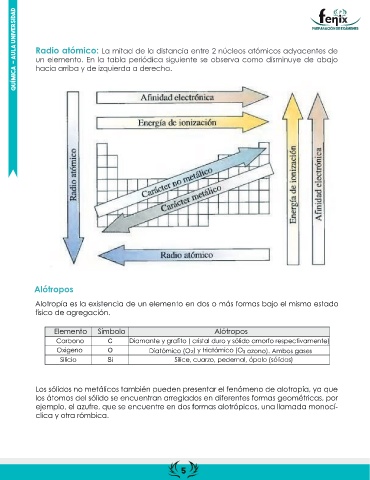 QUÍMICA - AULA UNIVERSIDAD
fenix
PREPARACIÓN DE EXÁMENES
Radio atómico: La mitad de la distancia entre 2 núcleos atómicos adyacentes de
un elemento. En la tabla periódica siguiente se observa como disminuye de abajo
hacia arriba y de izquierda a derecho.
Afinidad electrónica
Energía de ionización
Radio atómico
Carácter no metálico
Carácter metálico
Energía de ionización
Afinidad electrónica
Radio atómico
Alótropos
Alotropía es la existencia de un elemento en dos o más formas bajo el mismo estado
físico de agregación.
Elemento Símbolo Alótropos
Carbono C Diamante y grafito ( cristal duro y sólido amorfo respectivamente)
Oxígeno O Diatómico (O₂) y triatómico (O₃ ozono). Ambos gases
Silicio Si Sílice, cuarzo, pedernal, ópalo (sólidos)
Los sólidos no metálicos también pueden presentar el fenómeno de alotropía, ya que
los átomos del sólido se encuentran arreglados en diferentes formas geométricas, por
ejemplo, el azufre, que se encuentre en dos formas alotrópicos, una llamada monocí-
clica y otra rómbica.
5